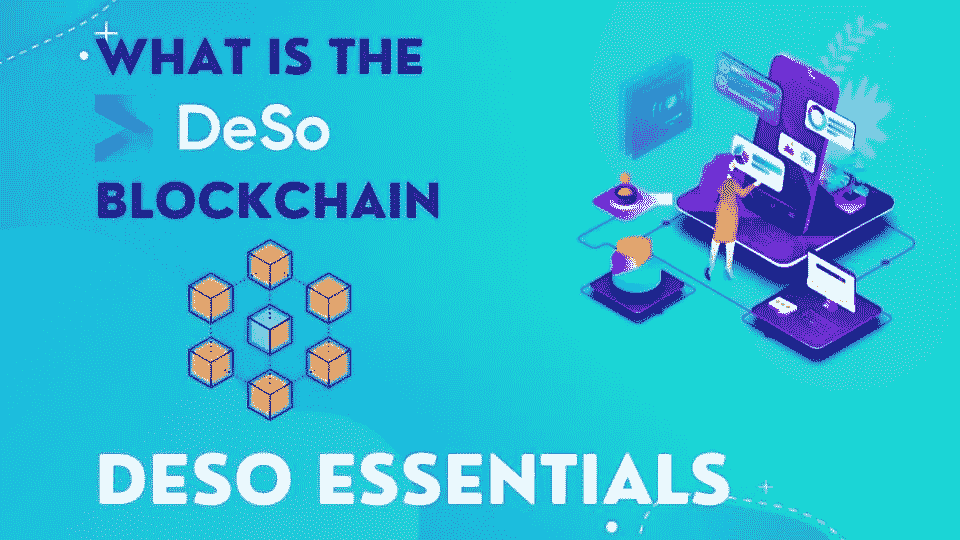 WHAT IS THE
DeSo
BLOCKCHAIN
DESO ESSENTIALS